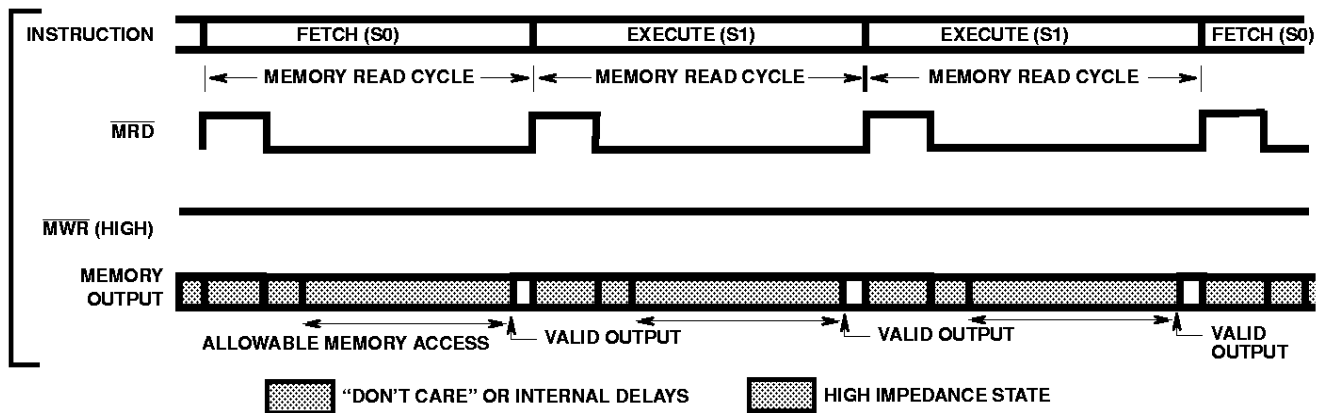 INSTRUCTION FETCH (S0) EXECUTE (S1) EXECUTE (S1) FETCH (S0)
MEMORY READ CYCLE MEMORY READ CYCLE MEMORY READ CYCLE
MRD
MWR (HIGH)
MEMORY
OUTPUT
ALLOWABLE MEMORY ACCESS VALID OUTPUT VALID OUTPUT VALID
OUTPUT
“DON'T CARE” OR INTERNAL DELAYS HIGH IMPEDANCE STATE